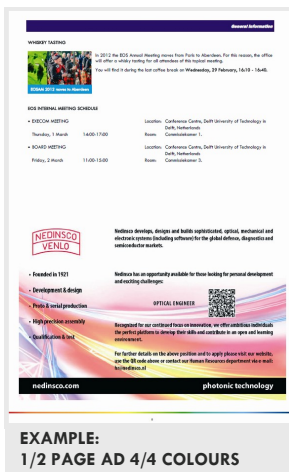 General Information
WHISKEY TASTING
In 2012 the EOS Annual Meeting moves from Paris to Aberdeen. For this reason, the office
will offer a whisky tasting for all attendees of this topical meeting.
You will find it during the last coffee break on Wednesday, 29 February, 16:10 - 16:40.
EOSAM 2012 moves to Aberdeen
EOS INTERNAL MEETING SCHEDULE
• EXECOM MEETING Location: Conference Centre, Delft University of Technology in
Delft, Netherlands
Thursday, 1 March 14:00-17:00 Room: Commissiekamer 1.
• BOARD MEETING Location: Conference Centre, Delft University of Technology in
Delft, Netherlands
Friday, 2 March 11:00-15:00 Room: Commissiekamer 3.
NEDINSCO
VENLO
Nedinsco develops, designs and builds sophisticated, optical, mechanical and
electronic systems (including software) for the global defence, diagnostics and
semiconductor markets.
• Founded in 1921
• Development & design
• Proto & serial production
• High precision assembly
• Qualification & test
Nedinsco has an opportunity available for those looking for personal development
and exciting challenges:
OPTICAL ENGINEER
Recognized for our continued focus on innovation, we offer ambitious individuals
the perfect platform to develop their skills and contribute in an open and learning
environment.
For further details on the above position and to apply please visit our website,
use the QR code above or contact our Human Resources department via e-mail:
hr@nedinsco.nl
nedinsco.com photonic technology
EXAMPLE:
1/2 PAGE AD 4/4 COLOURS